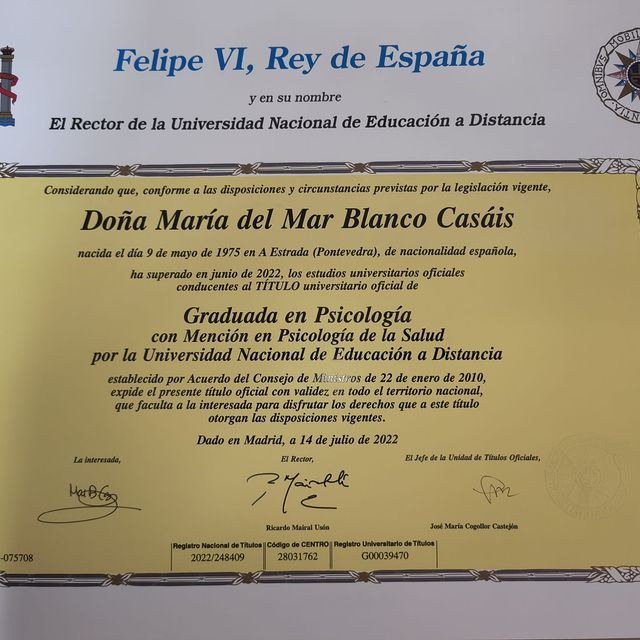 Felipe VI, Rey de España
y en su nombre
El Rector de la Universidad Nacional de Educación a Distancia
OMNIBVS
MOBILI
Considerando que, conforme a las disposiciones y circunstancias previstas por la legislación vigente,
Doña María del Mar Blanco Casáis
nacida el día 9 de mayo de 1975 en A Estrada (Pontevedra), de nacionalidad española,
ha superado en junio de 2022, los estudios universitarios oficiales
conducentes al TÍTULO universitario oficial de
Graduada en Psicología
con Mención en Psicología de la Salud
por la Universidad Nacional de Educación a Distancia
establecido por Acuerdo del Consejo de Ministros de 22 de enero de 2010,
expide el presente título oficial con validez en todo el territorio nacional,
que faculta a la interesada para disfrutar los derechos que a este título
otorgan las disposiciones vigentes.
Dado en Madrid, a 14 de julio de 2022
La interesada, El Rector, El Jefe de la Unidad de Títulos Oficiales,
Ricardo Mairal Usón José María Cogollor Castejón
Registro Nacional de Títulos Código de CENTRO Registro Universitario de Títulos
-075708 2022/248409 28031762 G00039470